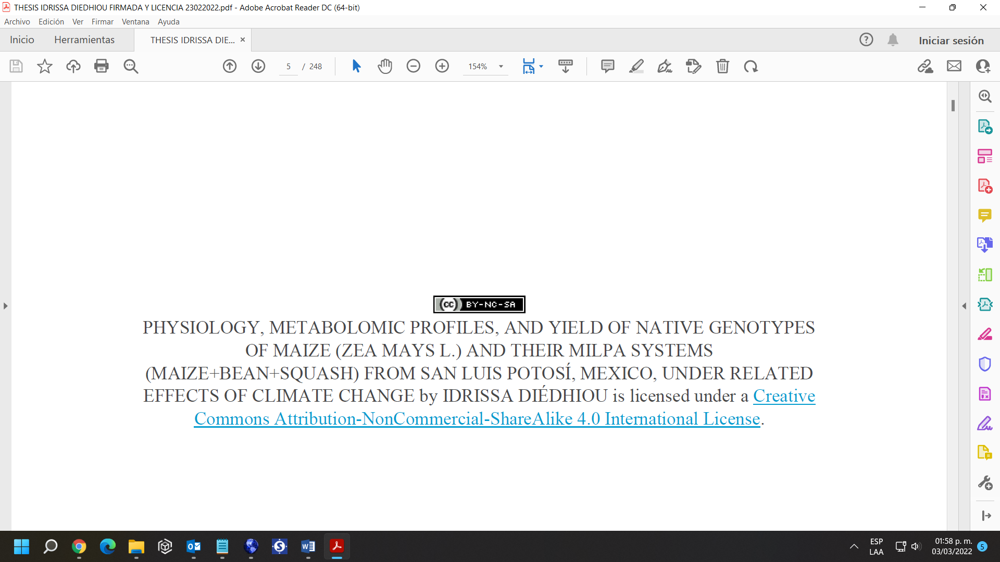 THESIS IDRISSA DIEDHIOU FIRMADA Y LICENCIA 23022022.pdf - Adobe Acrobat Reader DC (64-bit)
Archivo Edición Ver Firmar Ventana Ayuda
Inicio Herramientas THESIS IDRISSA DIE... × Iniciar sesión
5 / 248 154%
(cc) BY-NC-SA
PHYSIOLOGY, METABOLOMIC PROFILES, AND YIELD OF NATIVE GENOTYPES
OF MAIZE (ZEA MAYS L.) AND THEIR MILPA SYSTEMS
(MAIZE+BEAN+SQUASH) FROM SAN LUIS POTOSÍ, MEXICO, UNDER RELATED
EFFECTS OF CLIMATE CHANGE by IDRISSA DIÉDHIOU is licensed under a Creative
Commons Attribution-NonCommercial-ShareAlike 4.0 International License.
ESP
LAA
01:58 p. m.
03/03/2022
5